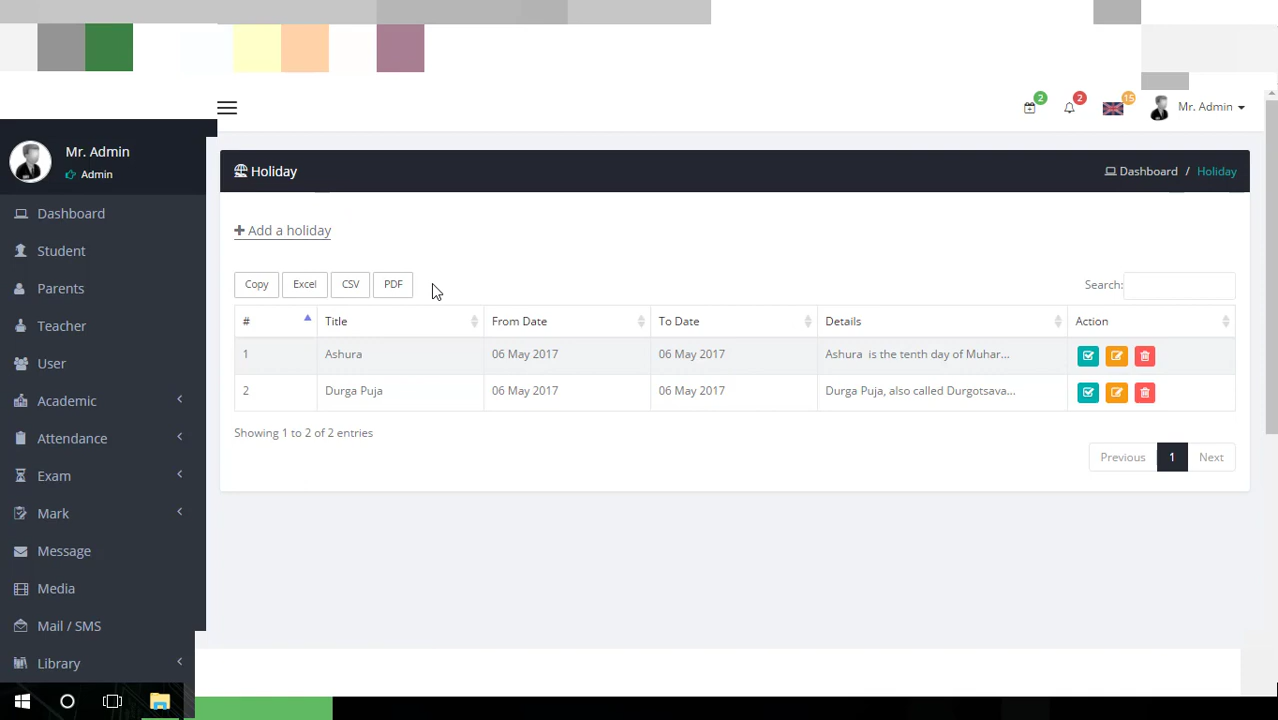 2
2
15
Mr. Admin
Mr. Admin
Admin
Holiday
Dashboard / Holiday
Dashboard
Student
Parents
Teacher
User
Academic
Attendance
Exam
Mark
Message
Media
Mail / SMS
Library
Add a holiday
Copy Excel CSV PDF
Search:
# Title From Date To Date Details Action
1 Ashura 06 May 2017 06 May 2017 Ashura is the tenth day of Muhar...
2 Durga Puja 06 May 2017 06 May 2017 Durga Puja, also called Durgotsava...
Showing 1 to 2 of 2 entries
Previous 1 Next